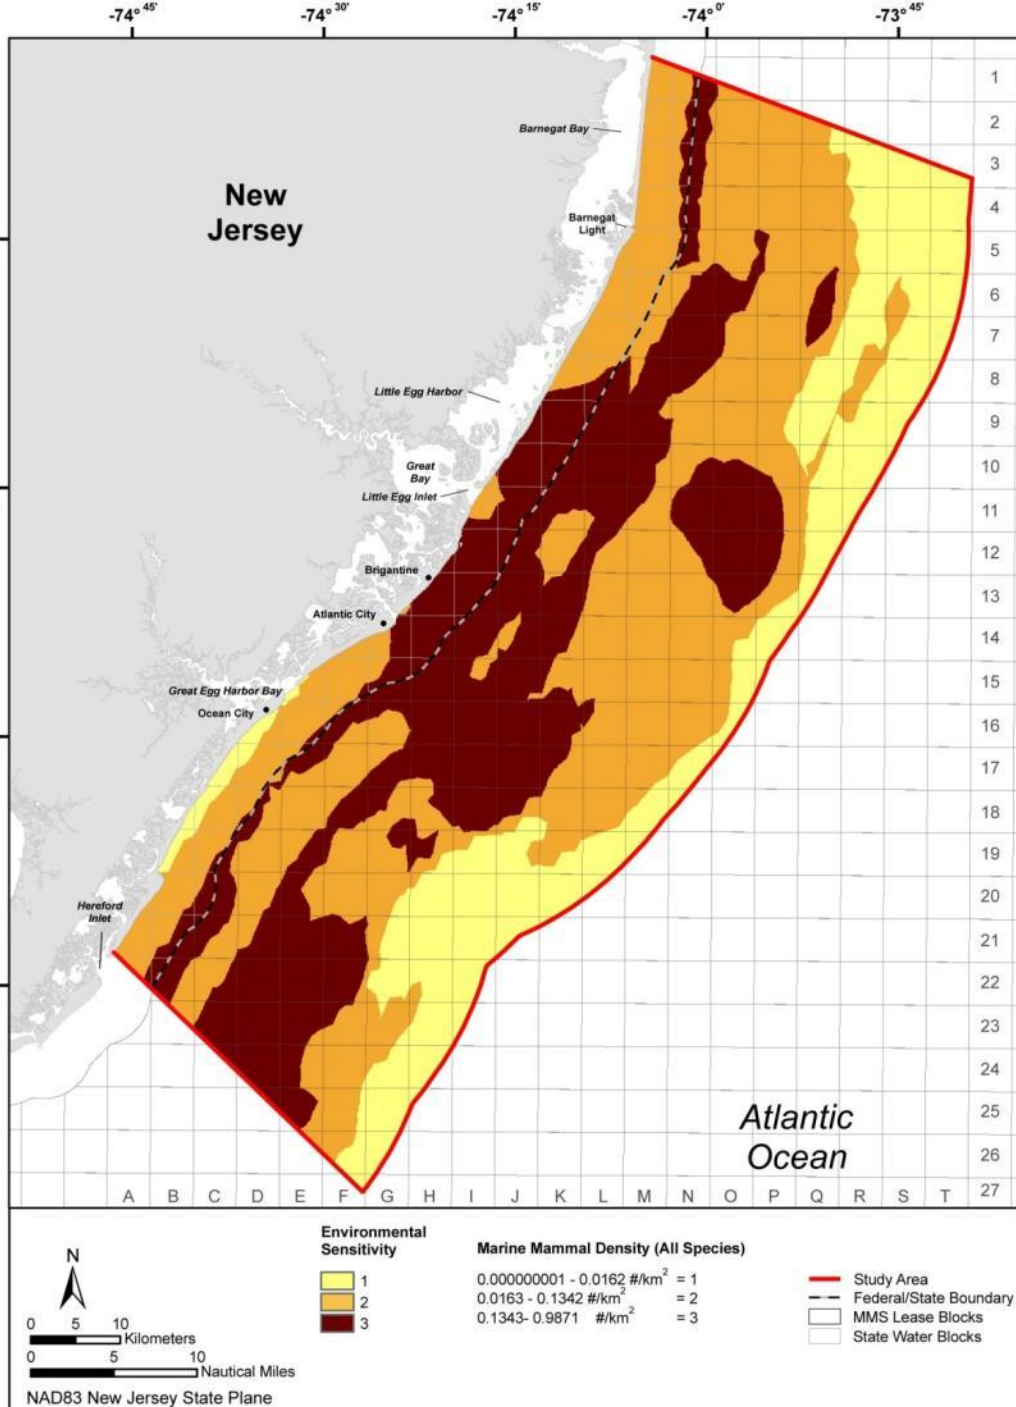 -74° 45'
-74° 30'
-74° 15'
-74° 0'
-73° 45'
1
2
Barnegat Bay
3
New
Jersey
4
Barnegat
Light
5
6
7
8
Little Egg Harbor
9
Great
Bay
10
Little Egg Inlet
11
12
Brigantine
13
Atlantic City
14
15
Great Egg Harbor Bay
Ocean City
16
17
18
19
20
Hereford
Inlet
21
22
23
24
25
Atlantic
Ocean
26
27
A B C D E F G H I J K L M N O P Q R S T
Environmental
Sensitivity
1
2
3
Marine Mammal Density (All Species)
0.000000001 - 0.0162 #/km² = 1
0.0163 - 0.1342 #/km² = 2
0.1343- 0.9871 #/km² = 3
Study Area
Federal/State Boundary
MMS Lease Blocks
State Water Blocks
N
0 5 10
Kilometers
0 5 10
Nautical Miles
NAD83 New Jersey State Plane